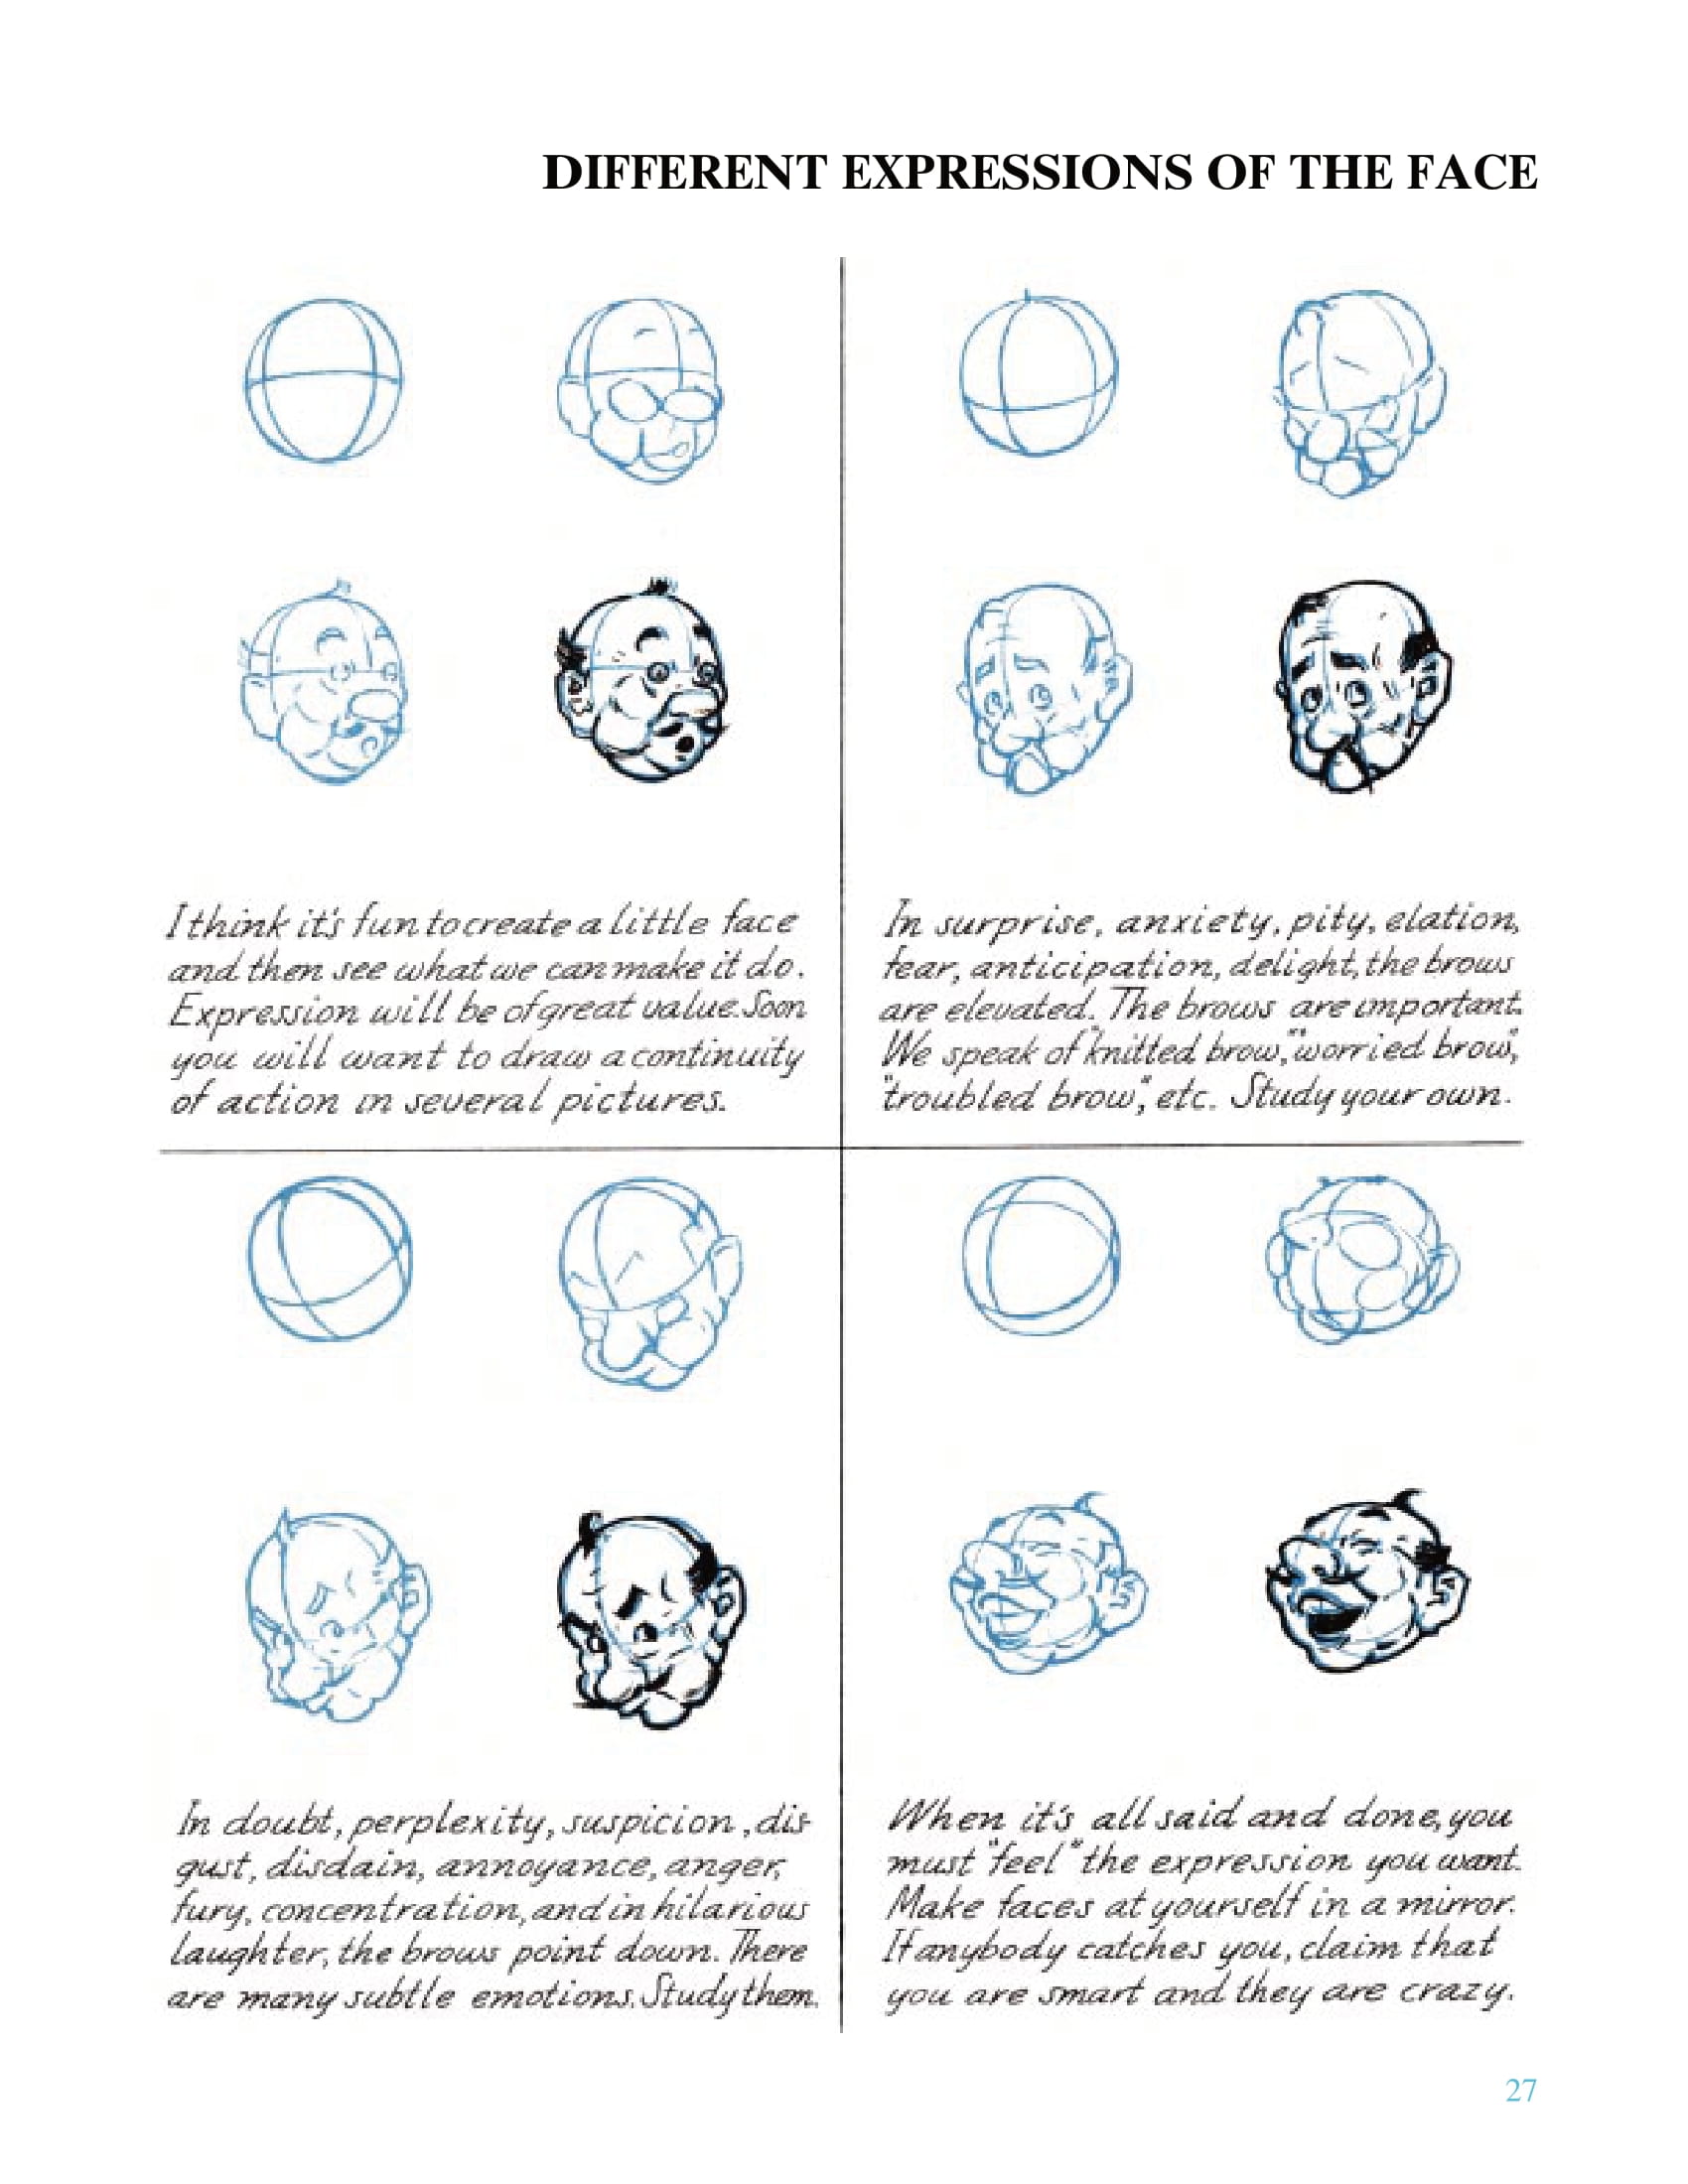 DIFFERENT EXPRESSIONS OF THE FACE
I think it's fun to create a little face
and then see what we can make it do.
Expression will be of great value. Soon
you will want to draw a continuity
of action in several pictures.
In surprise, anxiety, pity, elation,
fear, anticipation, delight, the brows
are elevated. The brows are important.
We speak of "knitted brow," "worried brow,"
"troubled brow," etc. Study your own.
In doubt, perplexity, suspicion, dis-
gust, disdain, annoyance, anger,
fury, concentration, and in hilarious
laughter, the brows point down. There
are many subtle emotions. Study them.
When it's all said and done, you
must "feel" the expression you want.
Make faces at yourself in a mirror.
If anybody catches you, claim that
you are smart and they are crazy.
27